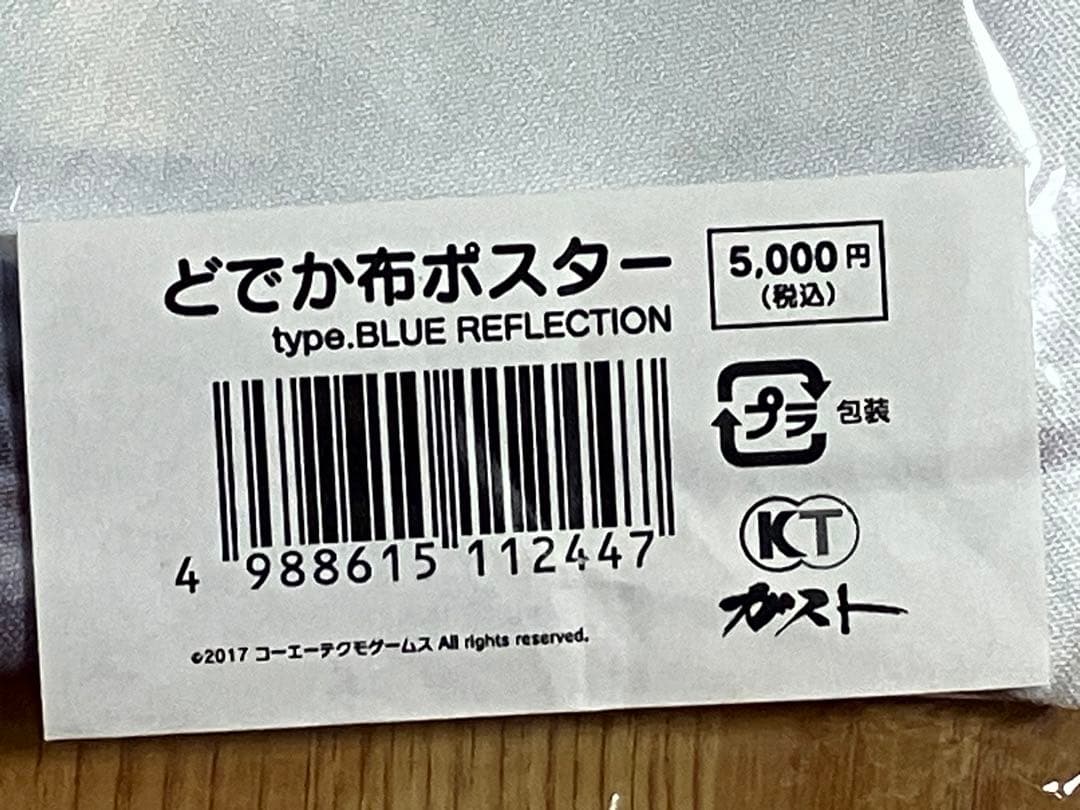 どでか布ポスター
type.BLUE REFLECTION
5,000円
(税込)
プラ 包装
4 988615 112447
KT
ガスト
©2017 コーエーテクモゲームス All rights reserved.